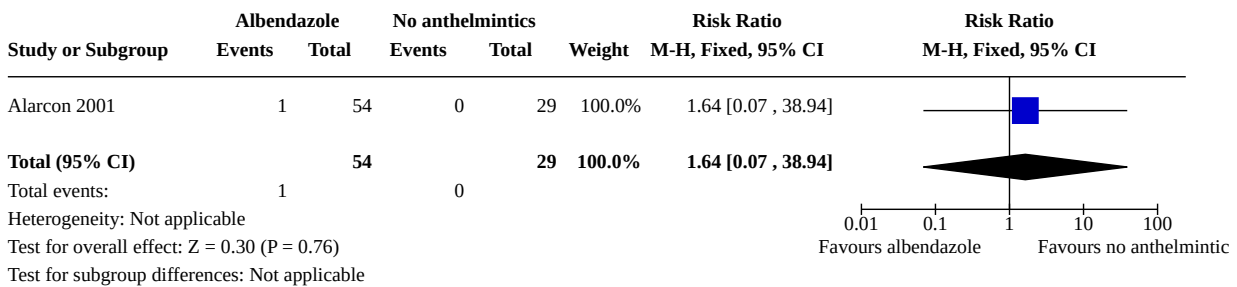 Albendazole No anthelmintics Risk Ratio Risk Ratio
Study or Subgroup Events Total Events Total Weight M-H, Fixed, 95% CI M-H, Fixed, 95% CI
Alarcon 2001 1 54 0 29 100.0% 1.64 [0.07 , 38.94]
Total (95% CI) 54 29 100.0% 1.64 [0.07 , 38.94]
Total events: 1 0
Heterogeneity: Not applicable
0.01 0.1 1 10 100
Test for overall effect: Z = 0.30 (P = 0.76) Favours albendazole Favours no anthelmintic
Test for subgroup differences: Not applicable